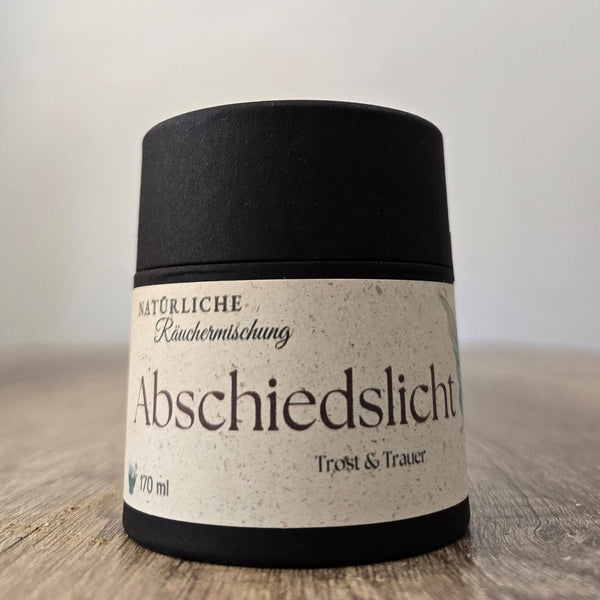 NATÜRLICHE
Räuchermischung
Abschiedslicht
Trost & Trauer
170 ml